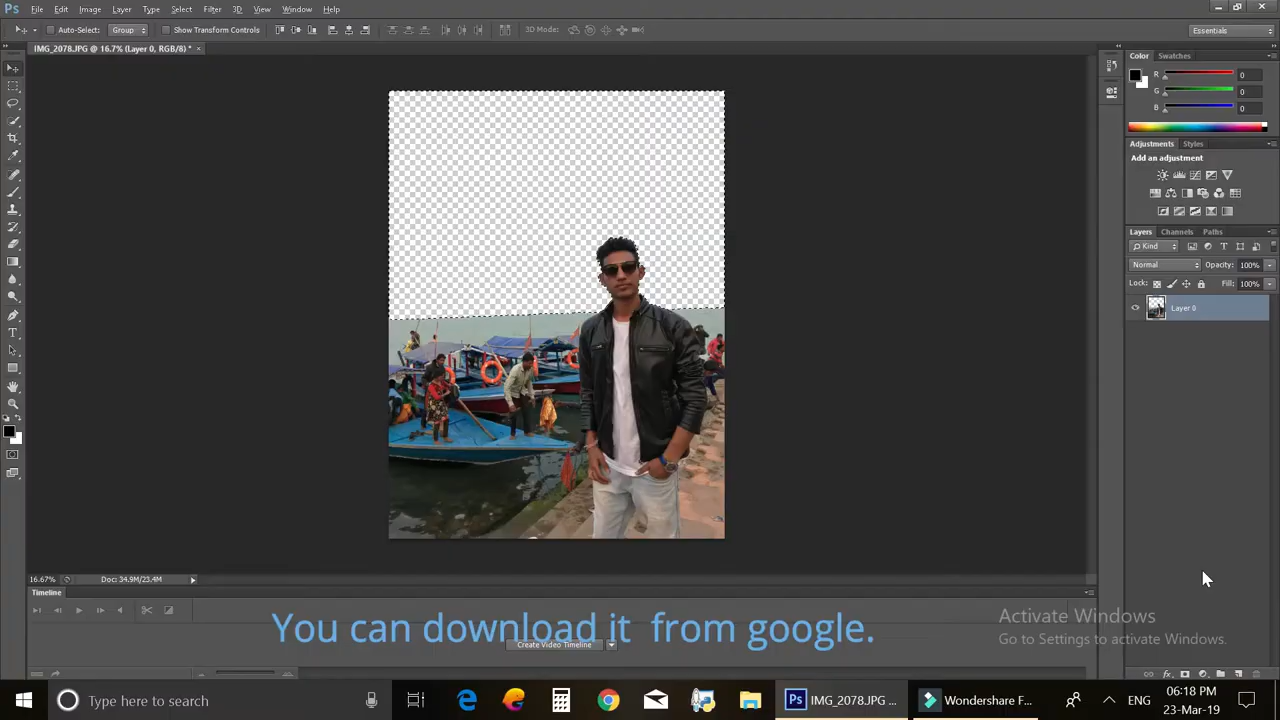 Ps File Edit Image Layer Type Select Filter 3D View Window Help
Auto-Select: Group Show Transform Controls 3D Mode: Essentials
IMG_2078.JPG @ 16.7% (Layer 0, RGB/8) * ×
Color Swatches
R 0
G 0
B 0
Adjustments Styles
Add an adjustment
Layers Channels Paths
Kind
Normal Opacity: 100%
Lock: Fill: 100%
Layer 0
16.67% Doc: 34.9M/23.4M
Timeline
You can download it from google.
Create Video Timeline
Activate Windows
Go to Settings to activate Windows.
Type here to search
Ps IMG_2078.JPG ...
Wondershare F...
ENG
06:18 PM
23-Mar-19